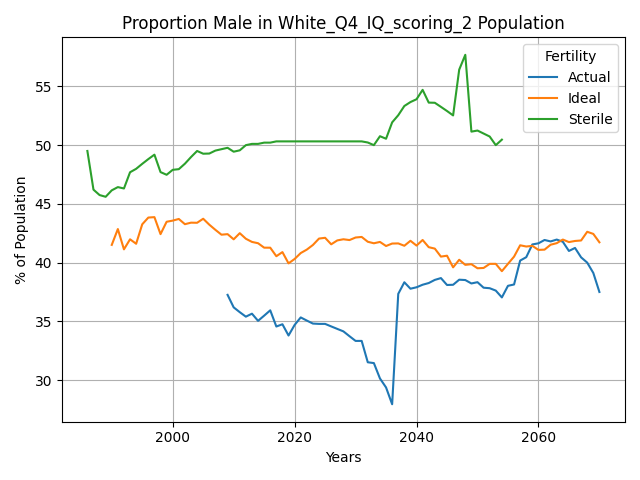 Proportion Male in White_Q4_IQ_scoring_2 Population
% of Population
55
50
45
40
35
30
2000
2020
2040
2060
Years
Fertility
Actual
Ideal
Sterile